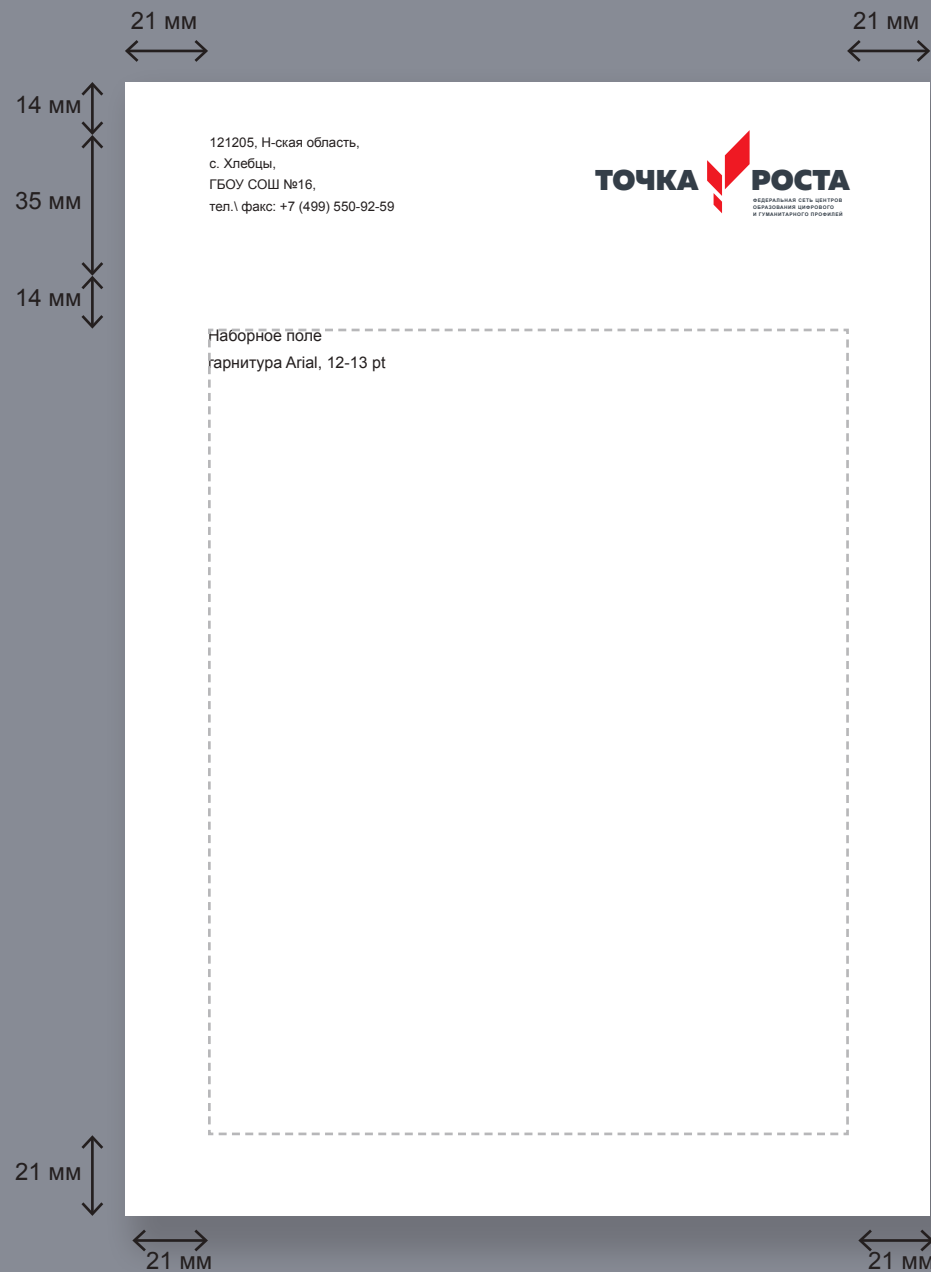 21 мм
21 мм
14 мм
121205, Н-ская область,
с. Хлебцы,
ГБОУ СОШ №16,
тел.\ факс: +7 (499) 550-92-59
ТОЧКА РОСТА
ФЕДЕРАЛЬНАЯ СЕТЬ ЦЕНТРОВ
ОБРАЗОВАНИЯ ЦИФРОВОГО
И ГУМАНИТАРНОГО ПРОФИЛЕЙ
35 мм
14 мм
Наборное поле
гарнитура Arial, 12-13 pt
21 мм
21 мм
21 мм